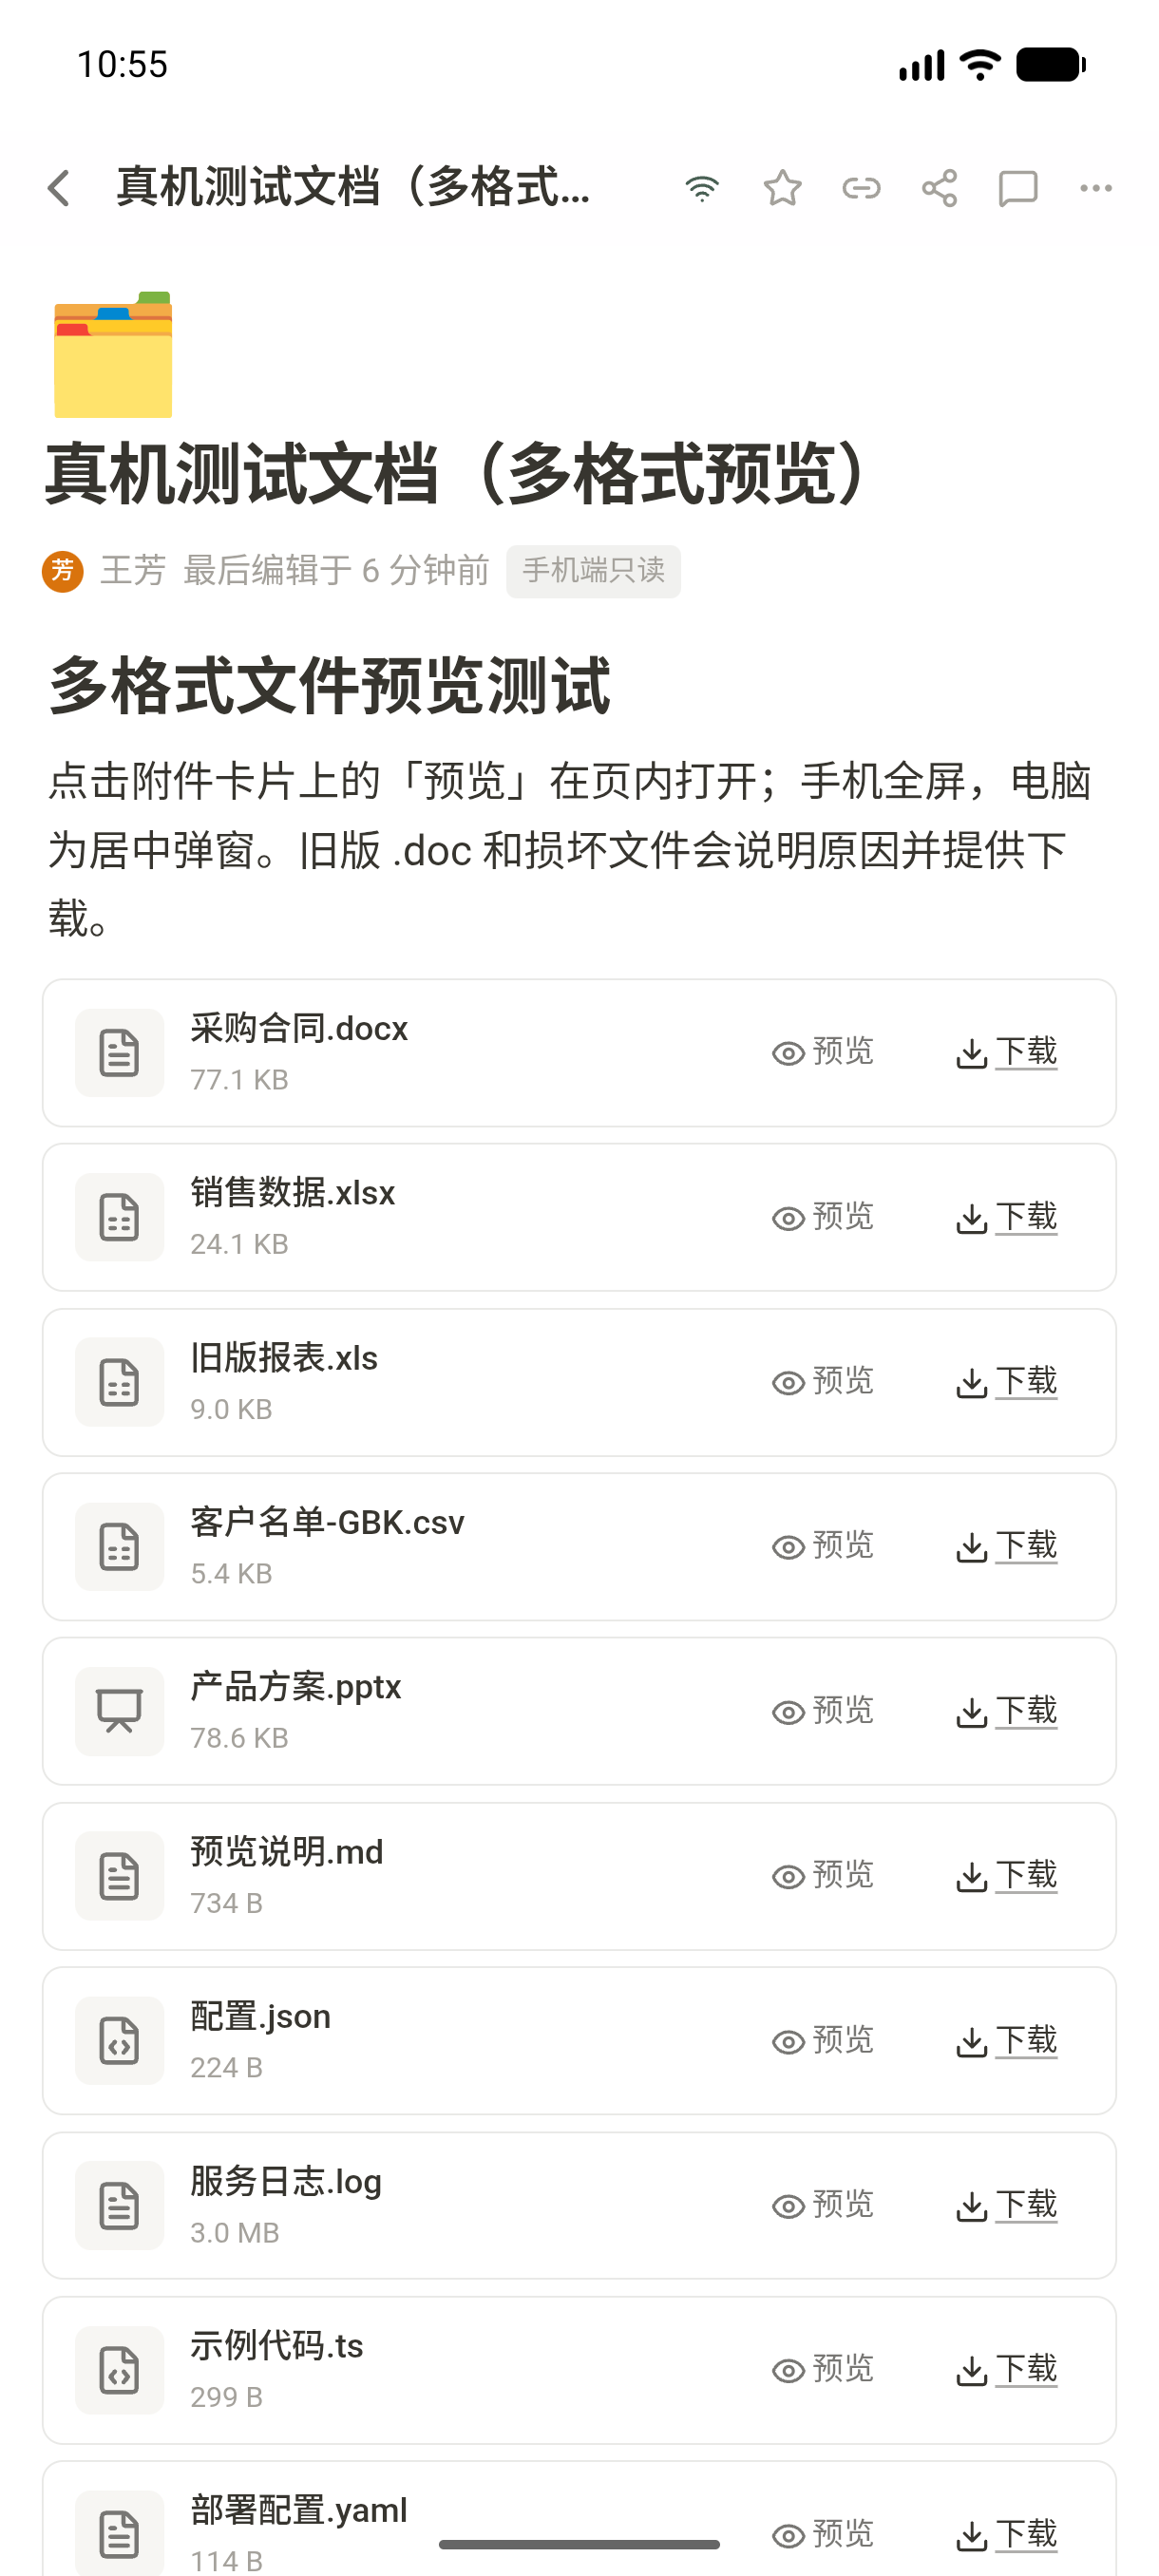 10:55
真机测试文档（多格式...
真机测试文档（多格式预览）
芳 王芳 最后编辑于 6 分钟前 手机端只读
多格式文件预览测试
点击附件卡片上的「预览」在页内打开；手机全屏，电脑
为居中弹窗。旧版 .doc 和损坏文件会说明原因并提供下
载。
采购合同.docx
77.1 KB
预览 下载
销售数据.xlsx
24.1 KB
预览 下载
旧版报表.xls
9.0 KB
预览 下载
客户名单-GBK.csv
5.4 KB
预览 下载
产品方案.pptx
78.6 KB
预览 下载
预览说明.md
734 B
预览 下载
配置.json
224 B
预览 下载
服务日志.log
3.0 MB
预览 下载
示例代码.ts
299 B
预览 下载
部署配置.yaml
114 B
预览 下载